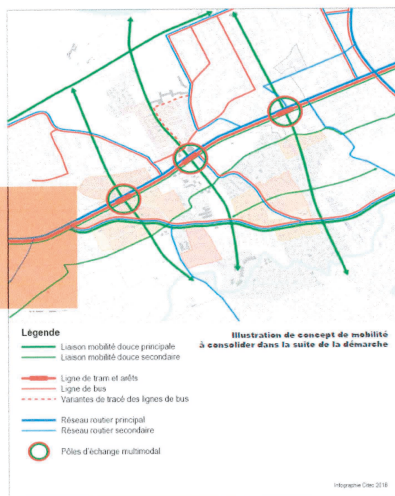 Légende
Liaison mobilité douce principale
Liaison mobilité douce secondaire
Ligne de tram et arêts
Ligne de bus
Variantes de tracé des lignes de bus
Réseau routier principal
Réseau routier secondaire
Pôles d'échange multimodal
Illustration de concept de mobilité
à consolider dans la suite de la démarche
Infographie Citec 2018